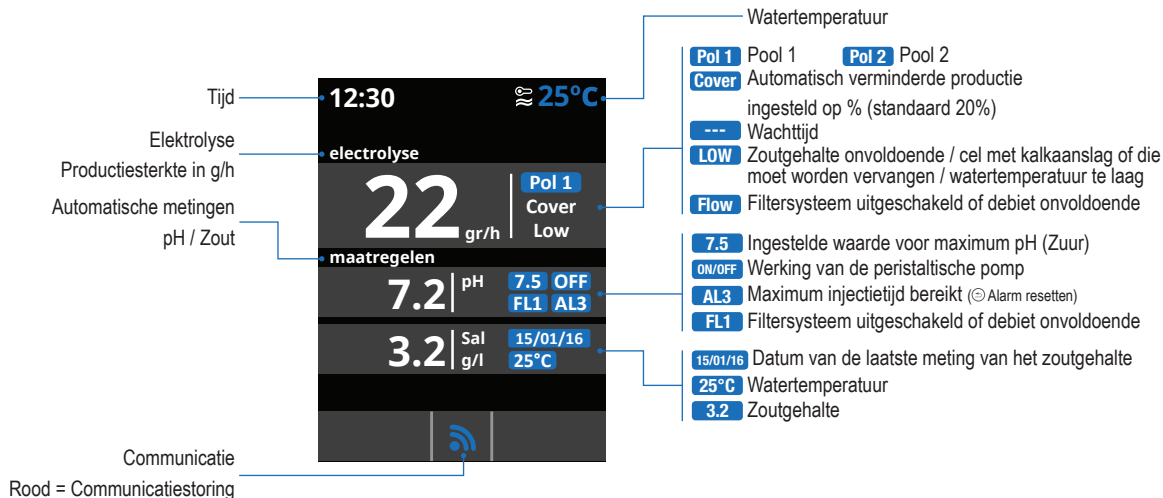 Tijd
Elektrolyse
Productiesterkte in g/h
Automatische metingen
pH / Zout
Communicatie
Rood = Communicatiestoring
12:30
25°C
electrolyse
22 gr/h
Pol 1
Cover
Low
maatregelen
7.2 pH 7.5 OFF
FL1 AL3
3.2 Sal 15/01/16
g/l 25°C
Watertemperatuur
Pol 1 Pool 1 Pol 2 Pool 2
Cover Automatisch verminderde productie
ingesteld op % (standaard 20%)
--- Wachttijd
LOW Zoutgehalte onvoldoende / cel met kalkaanslag of die
moet worden vervangen / watertemperatuur te laag
Flow Filtersysteem uitgeschakeld of debiet onvoldoende
7.5 Ingestelde waarde voor maximum pH (Zuur)
ON/OFF Werking van de peristaltische pomp
AL3 Maximum injectietijd bereikt (Alarm resetten)
FL1 Filtersysteem uitgeschakeld of debiet onvoldoende
15/01/16 Datum van de laatste meting van het zoutgehalte
25°C Watertemperatuur
3.2 Zoutgehalte